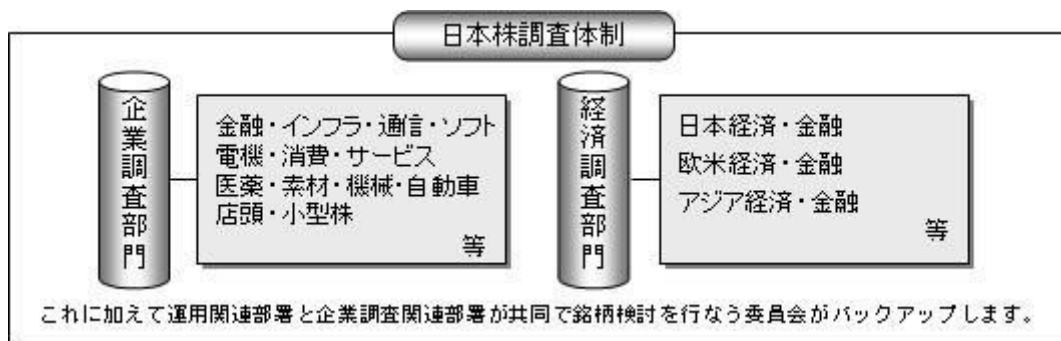 日本株調査体制
企業調査部門
金融・インフラ・通信・ソフト
電機・消費・サービス
医薬・素材・機械・自動車
店頭・小型株
等
経済調査部門
日本経済・金融
欧米経済・金融
アジア経済・金融
等
これに加えて運用関連部署と企業調査関連部署が共同で銘柄検討を行なう委員会がバックアップします。